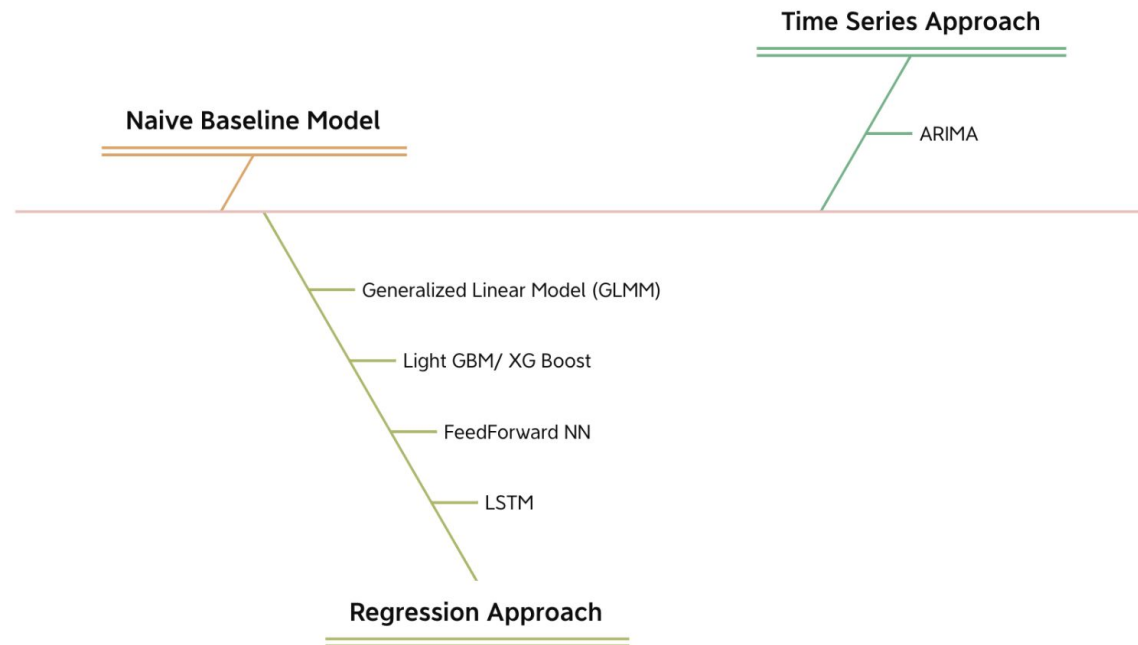 Time Series Approach
Naive Baseline Model
ARIMA
Generalized Linear Model (GLMM)
Light GBM/ XG Boost
FeedForward NN
LSTM
Regression Approach